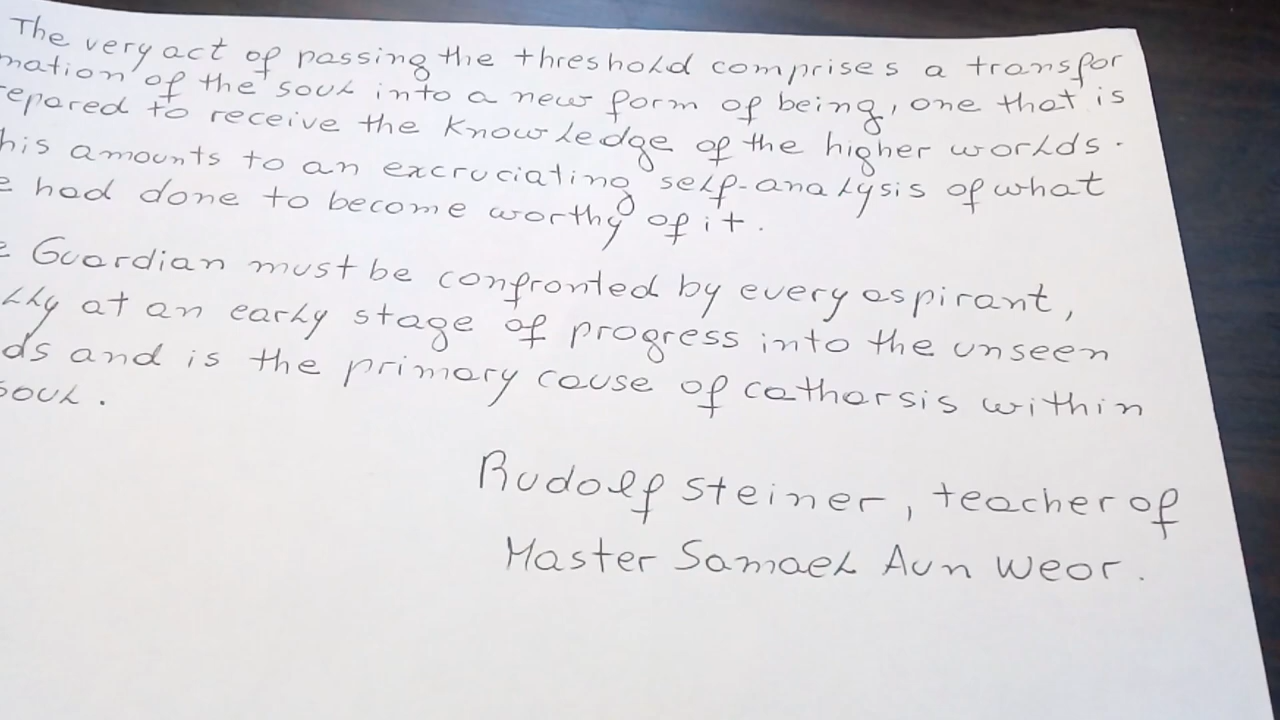 The very act of passing the threshold comprises a transfor
mation of the soul into a new form of being, one that is
repared to receive the knowledge of the higher worlds.
his amounts to an excruciating self-analysis of what
e had done to become worthy of it.
e Guardian must be confronted by every aspirant,
lly at an early stage of progress into the unseen
ds and is the primary cause of catharsis within
soul.
Rudolf Steiner, teacher of
Master Samael Aun Weor.